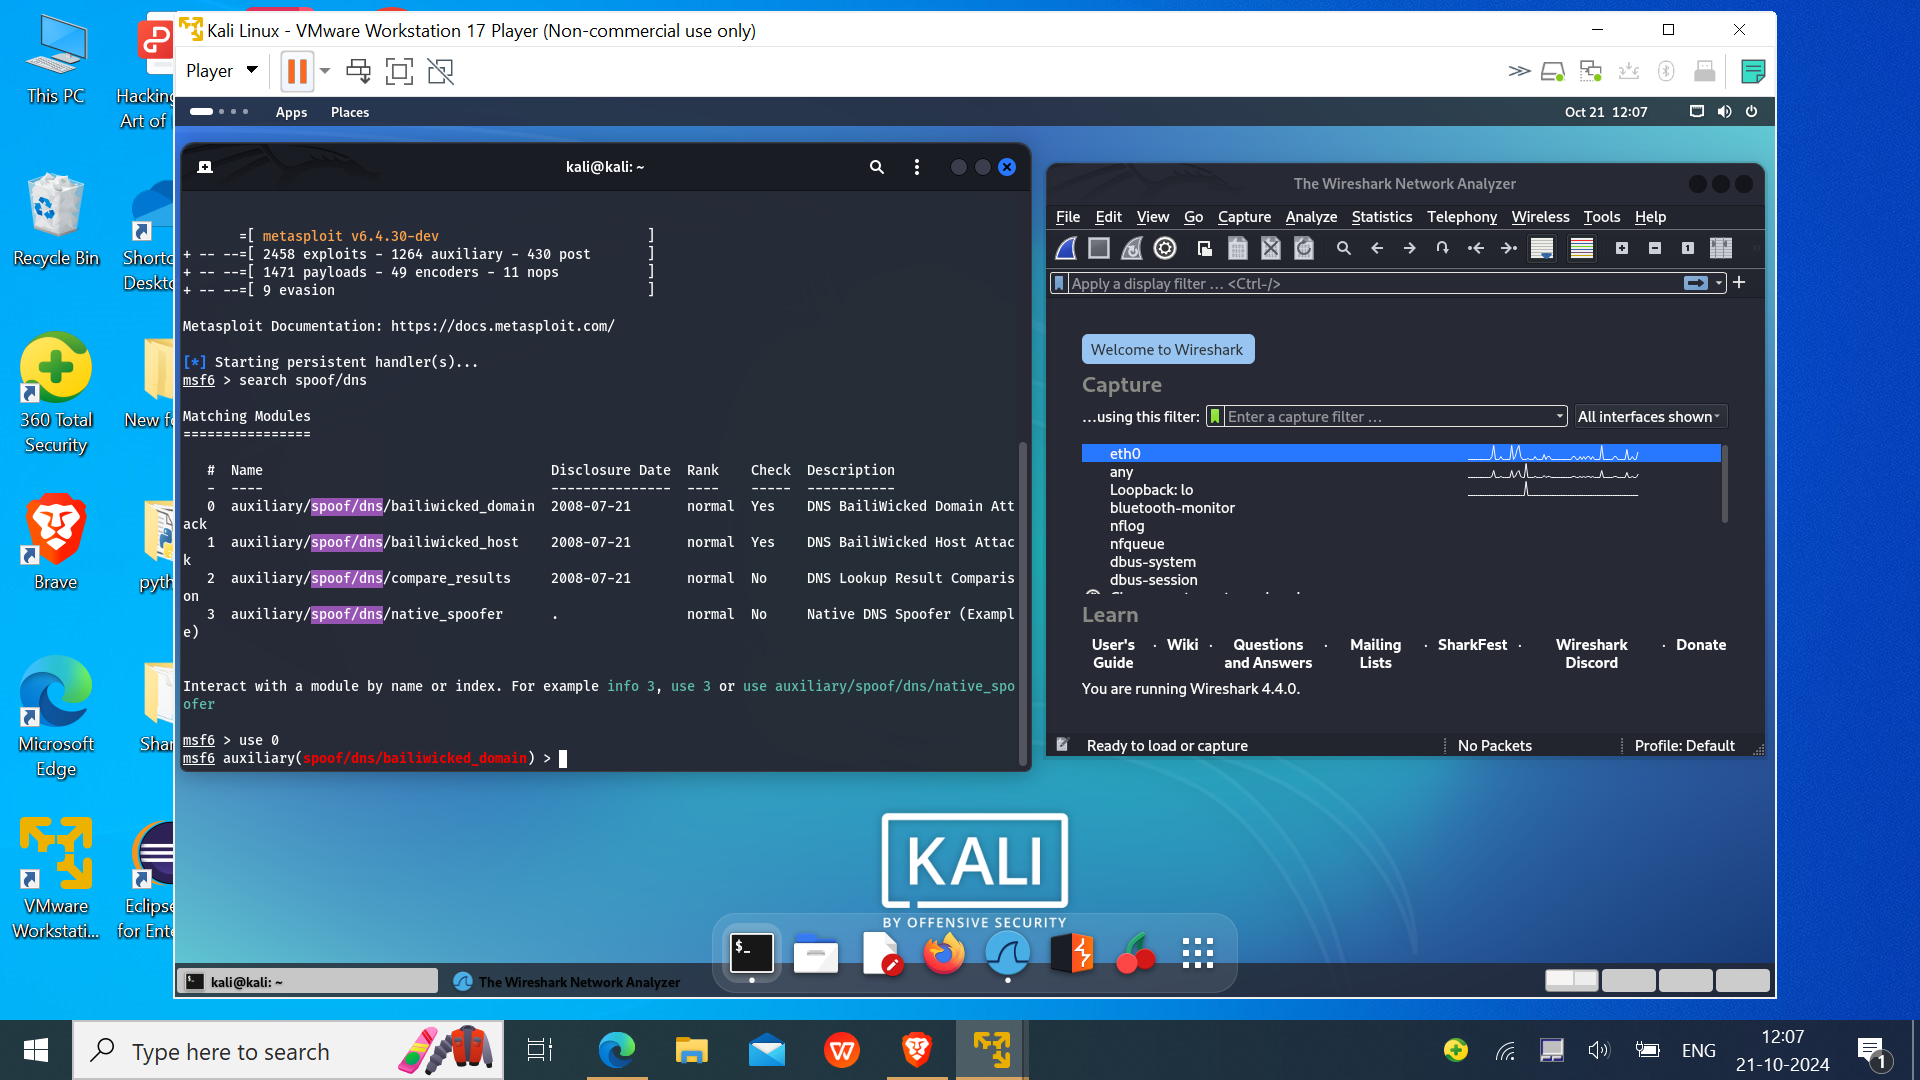 Kali Linux - VMware Workstation 17 Player (Non-commercial use only)
Player
Apps
Places
Oct 21 12:07
This PC
Hacking
Art of
Recycle Bin
Shortc
Deskto
360 Total
Security
New fo
Brave
pyth
Microsoft
Edge
Shar
VMware
Workstati...
Eclipse
for Ente
kali@kali: ~
=[ metasploit v6.4.30-dev ]
+ -- --=[ 2458 exploits - 1264 auxiliary - 430 post ]
+ -- --=[ 1471 payloads - 49 encoders - 11 nops ]
+ -- --=[ 9 evasion ]
Metasploit Documentation: https://docs.metasploit.com/
[*] Starting persistent handler(s)...
msf6 > search spoof/dns
Matching Modules
================
# Name Disclosure Date Rank Check Description
- ---- --------------- ---- ----- -----------
0 auxiliary/spoof/dns/bailiwicked_domain 2008-07-21 normal Yes DNS BailiWicked Domain Att
ack
1 auxiliary/spoof/dns/bailiwicked_host 2008-07-21 normal Yes DNS BailiWicked Host Attac
k
2 auxiliary/spoof/dns/compare_results 2008-07-21 normal No DNS Lookup Result Comparis
on
3 auxiliary/spoof/dns/native_spoofer . normal No Native DNS Spoofer (Exampl
e)
Interact with a module by name or index. For example info 3, use 3 or use auxiliary/spoof/dns/native_spo
ofer
msf6 > use 0
msf6 auxiliary(spoof/dns/bailiwicked_domain) >
The Wireshark Network Analyzer
File Edit View Go Capture Analyze Statistics Telephony Wireless Tools Help
Apply a display filter ... <Ctrl-/>
Welcome to Wireshark
Capture
...using this filter:
Enter a capture filter ...
All interfaces shown
eth0
any
Loopback: lo
bluetooth-monitor
nflog
nfqueue
dbus-system
dbus-session
Learn
User's Guide · Wiki · Questions and Answers · Mailing Lists · SharkFest · Wireshark Discord · Donate
You are running Wireshark 4.4.0.
Ready to load or capture
No Packets
Profile: Default
KALI
BY OFFENSIVE SECURITY
$_
kali@kali: ~
The Wireshark Network Analyzer
Type here to search
ENG
12:07
21-10-2024
1